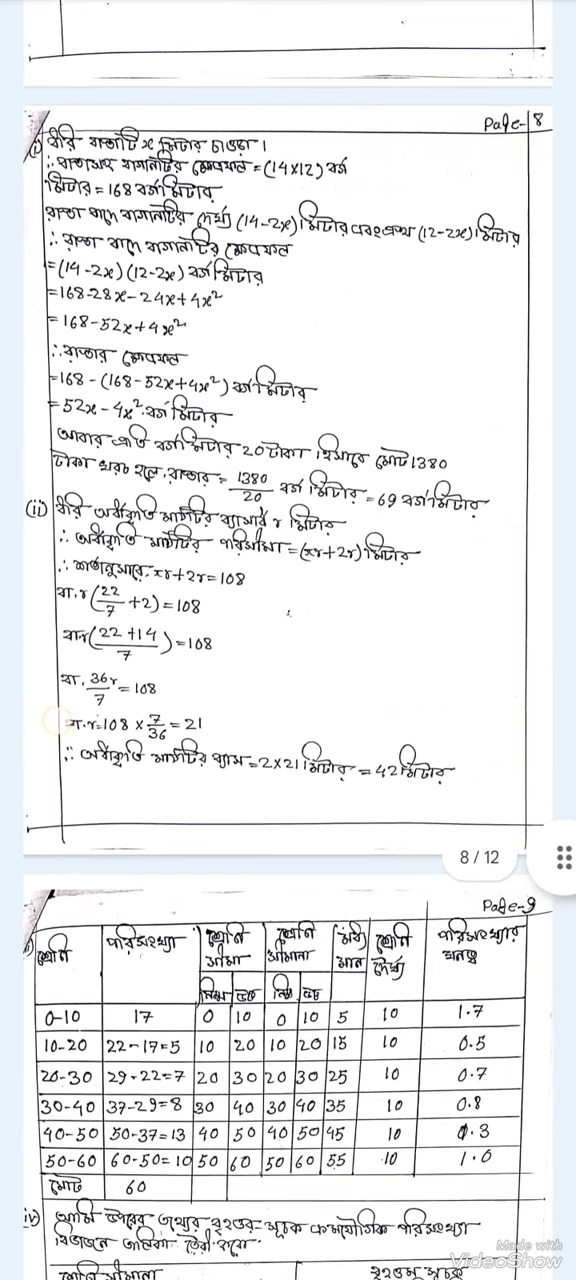 Page-8
(i) ধরি রাস্তাটি x মিটার চওড়া।
∴ রাস্তাসহ বাগানটির ক্ষেত্রফল = (14×12) বর্গ
মিটার = 168 বর্গমিটার
রাস্তা বাদে বাগানটির দৈর্ঘ্য (14-2x) মিটার এবং প্রস্থ (12-2x) মিটার
∴ রাস্তা বাদে বাগানটির ক্ষেত্রফল
=(14-2x)(12-2x) বর্গ মিটার
=168-28x-24x+4x²
=168-52x+4x²
∴ রাস্তার ক্ষেত্রফল
=168-(168-52x+4x²) বর্গ মিটার
=52x-4x² বর্গ মিটার
আবার প্রতি বর্গ মিটার 20 টাকা হিসাবে মোট 1380
টাকা খরচ হলে, রাস্তার = 1380/20 বর্গ মিটার = 69 বর্গ মিটার
(ii) ধরি অর্ধবৃত্তাকৃতি মাঠটির ব্যাসার্ধ r মিটার
∴ অর্ধবৃত্তাকৃতি মাঠটির পরিসীমা = (πr+2r) মিটার
∴ শর্তানুসারে, πr+2r=108
বা, r(22/7+2)=108
বা, r(22+14/7)=108
বা, 36r/7=108
বা, r=108×7/36=21
∴ অর্ধবৃত্তাকৃতি মাঠটির ব্যাস = 2×21 মিটার = 42 মিটার
8/12
Page-9
শ্রেণি পরিসংখ্যা শ্রেণি সীমা শ্রেণি সীমানা মধ্য মান শ্রেণি দৈর্ঘ্য পরিসংখ্যার ঘনত্ব
নিম্ন উচ্চ নিম্ন উচ্চ
0-10 17 0 10 0 10 5 10 1.7
10-20 22-17=5 10 20 10 20 15 10 0.5
20-30 29-22=7 20 30 20 30 25 10 0.7
30-40 37-29=8 30 40 30 40 35 10 0.8
40-50 50-37=13 40 50 40 50 45 10 1.3
50-60 60-50=10 50 60 50 60 55 10 1.0
মোট 60
iv) আমি উপরের তথ্যের বৃহত্তর সূচক ক্রমযৌগিক পরিসংখ্যা
বিভাজন তালিকা তৈরী করো
শ্রেণি সীমানা বৃহত্তর সূচক
Made with
VideoShow